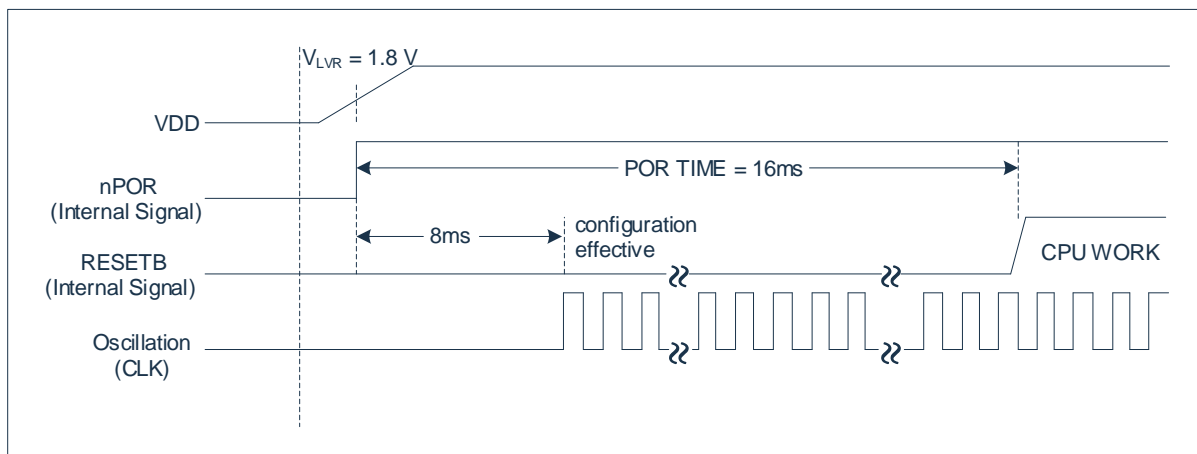 VLVR = 1.8 V
VDD
nPOR
(Internal Signal)
POR TIME = 16ms
8ms
configuration
effective
RESETB
(Internal Signal)
CPU WORK
Oscillation
(CLK)